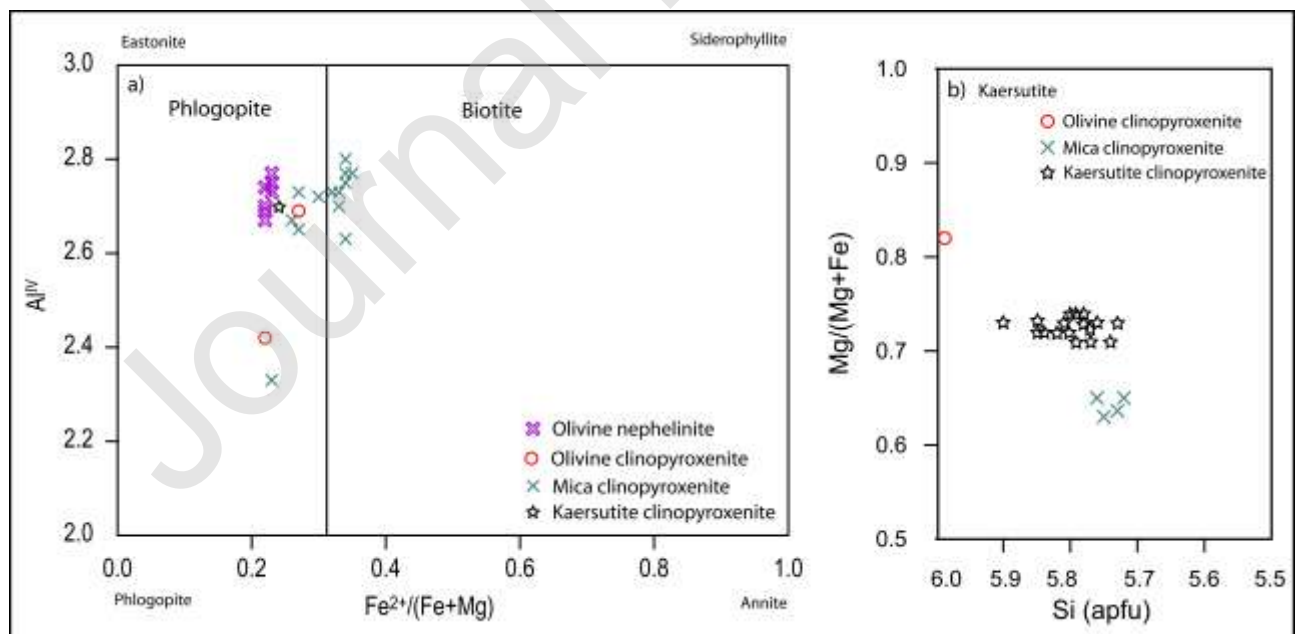 Eastonite
Siderophyllite
a)
Phlogopite
Biotite
3.0
2.8
2.6
2.4
2.2
2.0
AlIV
Olivine nephelinite
Olivine clinopyroxenite
Mica clinopyroxenite
Kaersutite clinopyroxenite
0.0
0.2
0.4
0.6
0.8
1.0
Phlogopite
Fe2+/(Fe+Mg)
Annite
b) Kaersutite
Olivine clinopyroxenite
Mica clinopyroxenite
Kaersutite clinopyroxenite
1.0
0.9
0.8
0.7
0.6
0.5
Mg/(Mg+Fe)
6.0
5.9
5.8
5.7
5.6
5.5
Si (apfu)
Journal